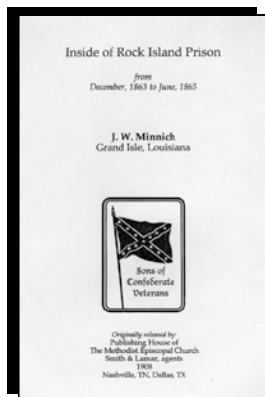 Inside of Rock Island Prison
from
December, 1863 to June, 1865
J. W. Minnich
Grand Isle, Louisiana
Sons of
Confederate
Veterans
Originally released by:
Publishing House of
The Methodist Episcopal Church
Smith & Lamar, agents
1908
Nashville, TN, Dallas, TX